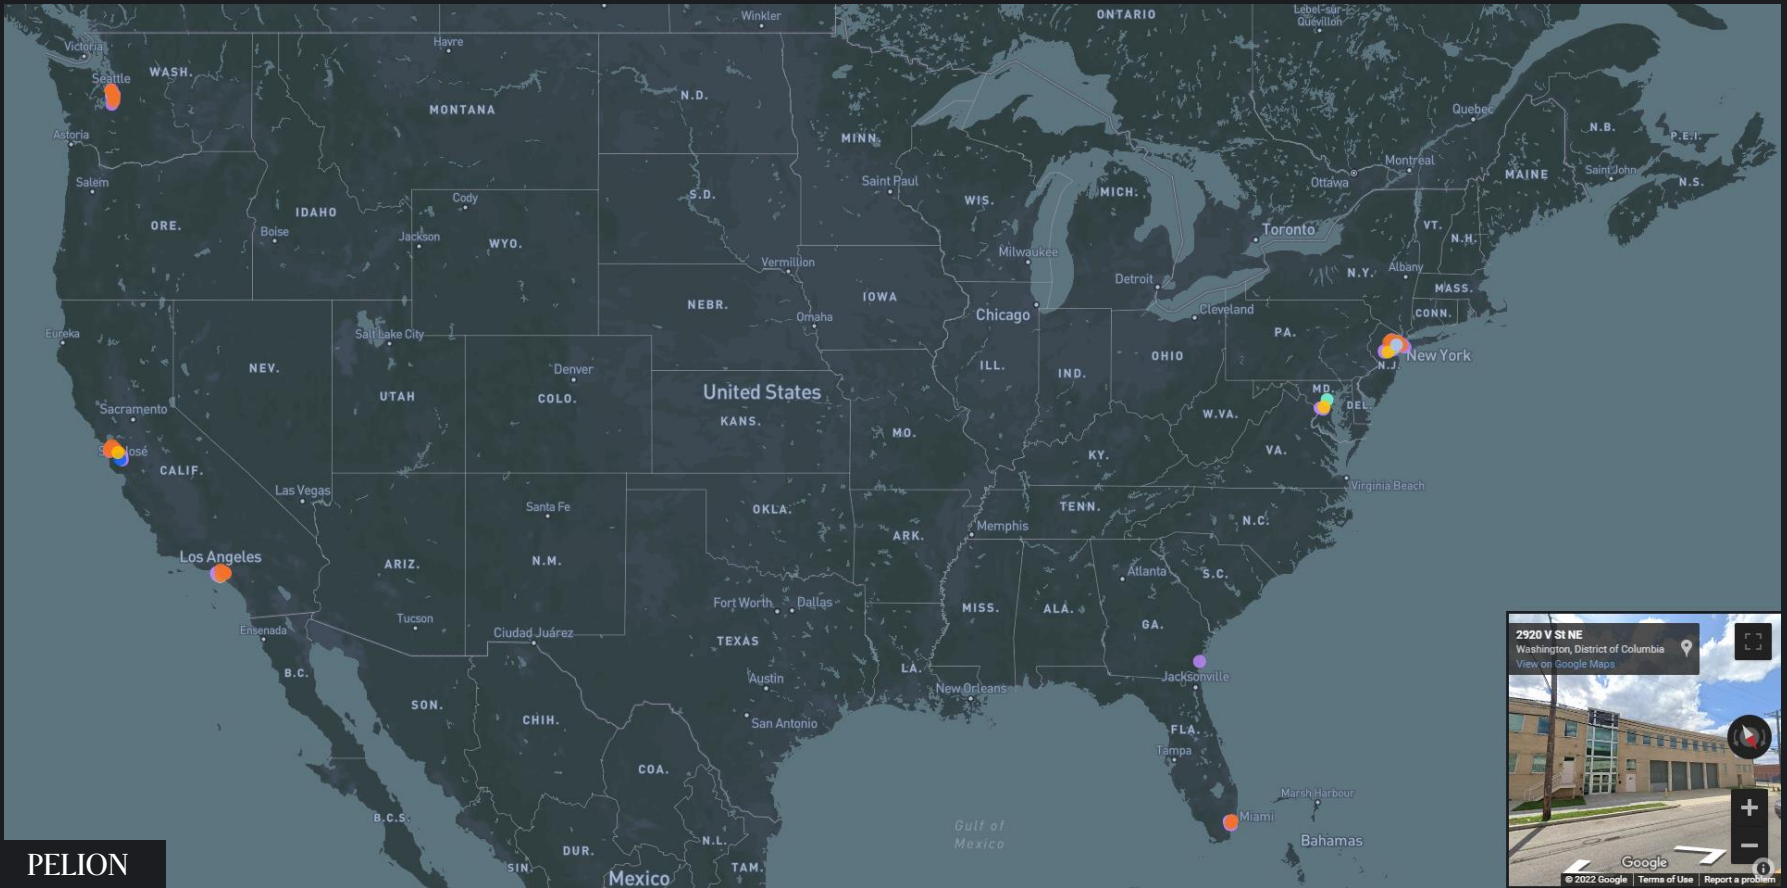 Winkler
ONTARIO
Lebel-sur-
Quévillon
Victoria
Havre
Seattle
WASH.
N.D.
MONTANA
MINN.
Quebec
N.B.
P.E.I.
Astoria
Montreal
Salem
Saint Paul
Ottawa
MAINE
Saint John
N.S.
Cody
S.D.
WIS.
MICH.
IDAHO
ORE.
Boise
Jackson
WYO.
Toronto
VT.
N.H.
Milwaukee
Vermillion
Detroit
N.Y.
Albany
MASS.
IOWA
NEBR.
Omaha
Chicago
Cleveland
CONN.
Eureka
Salt Lake City
PA.
OHIO
New York
NEV.
Denver
ILL.
IND.
N.J.
UTAH
COLO.
United States
MD.
DEL.
Sacramento
KANS.
MO.
W.VA.
VA.
San José
CALIF.
KY.
Las Vegas
Virginia Beach
Santa Fe
OKLA.
TENN.
N.C.
Memphis
ARK.
Los Angeles
ARIZ.
N.M.
Atlanta
S.C.
Fort Worth
Dallas
MISS.
ALA.
GA.
Tucson
Ensenada
Ciudad Juárez
TEXAS
B.C.
LA.
Austin
New Orleans
Jacksonville
SON.
CHIH.
San Antonio
FLA.
Tampa
COA.
Marsh Harbour
B.C.S.
Miami
Gulf of
Mexico
Bahamas
DUR.
N.L.
SIN.
TAM.
Mexico
PELION
2920 V St NE
Washington, District of Columbia
View on Google Maps
Google
© 2022 Google
Terms of Use
Report a problem